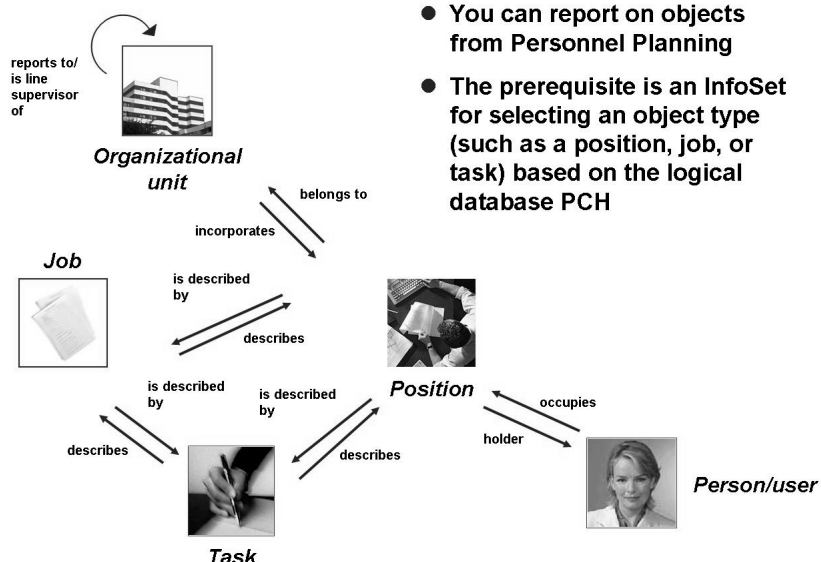 ● You can report on objects
from Personnel Planning
● The prerequisite is an InfoSet
for selecting an object type
(such as a position, job, or
task) based on the logical
database PCH
reports to/
is line
supervisor
of
Organizational
unit
belongs to
incorporates
Job
is described
by
describes
Position
is described
by
is described
by
describes
describes
occupies
holder
Person/user
Task